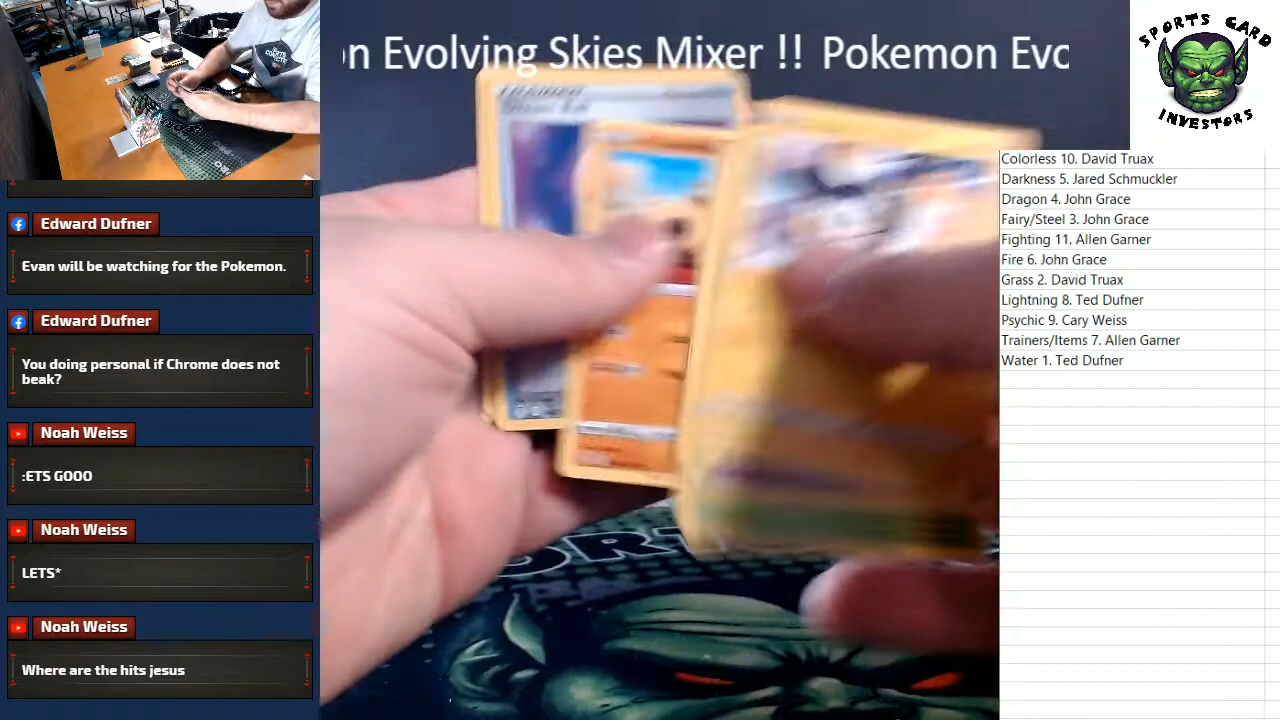 n Evolving Skies Mixer !! Pokemon Evo
SPORTS CARD
INVESTORS
Edward Dufner
Evan will be watching for the Pokemon.
Edward Dufner
You doing personal if Chrome does not
beak?
Noah Weiss
:ETS GOOO
Noah Weiss
LETS*
Noah Weiss
Where are the hits jesus
TRAINER
Colorless 10. David Truax
Darkness 5. Jared Schmuckler
Dragon 4. John Grace
Fairy/Steel 3. John Grace
Fighting 11. Allen Garner
Fire 6. John Grace
Grass 2. David Truax
Lightning 8. Ted Dufner
Psychic 9. Cary Weiss
Trainers/Items 7. Allen Garner
Water 1. Ted Dufner